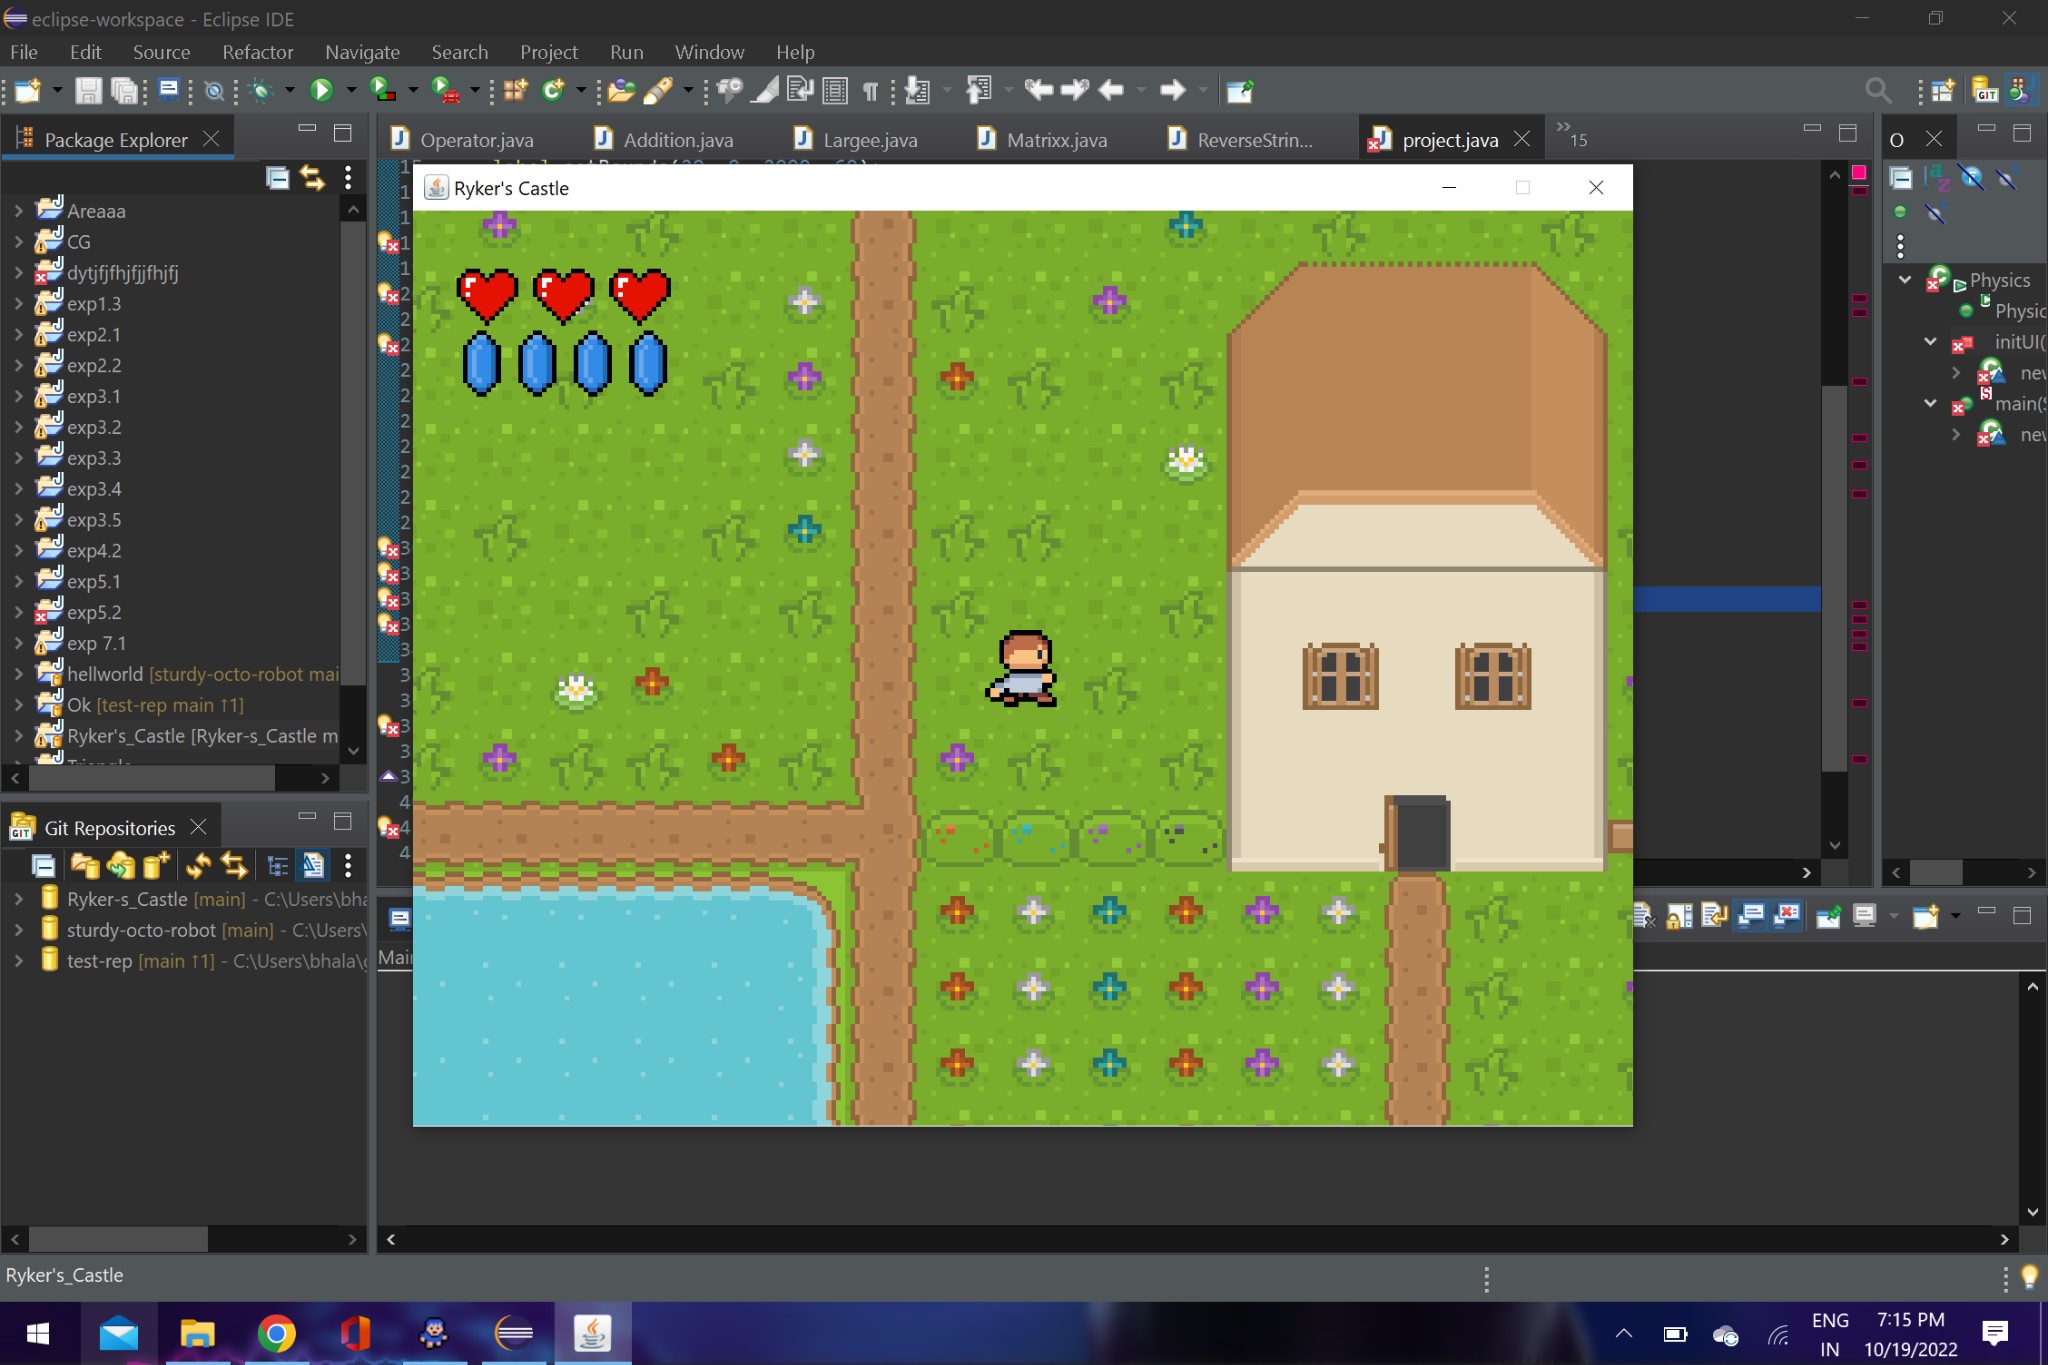 eclipse-workspace - Eclipse IDE
File Edit Source Refactor Navigate Search Project Run Window Help
Package Explorer
Operator.java Addition.java Largee.java Matrixx.java ReverseStrin... project.java 15
O
Ryker's Castle
Areaaa
CG
dytjfjfhjfjjfhjfj
exp1.3
exp2.1
exp2.2
exp3.1
exp3.2
exp3.3
exp3.4
exp3.5
exp4.2
exp5.1
exp5.2
exp 7.1
hellworld [sturdy-octo-robot mai
Ok [test-rep main ↑1]
Ryker's_Castle [Ryker-s_Castle m
Physics
Physic
initUI(
new
main(S
new
Git Repositories
Ryker-s_Castle [main] - C:\Users\bha
sturdy-octo-robot [main] - C:\Users\
test-rep [main ↑1] - C:\Users\bhala\g
Mai
Ryker's_Castle
ENG
IN
7:15 PM
10/19/2022